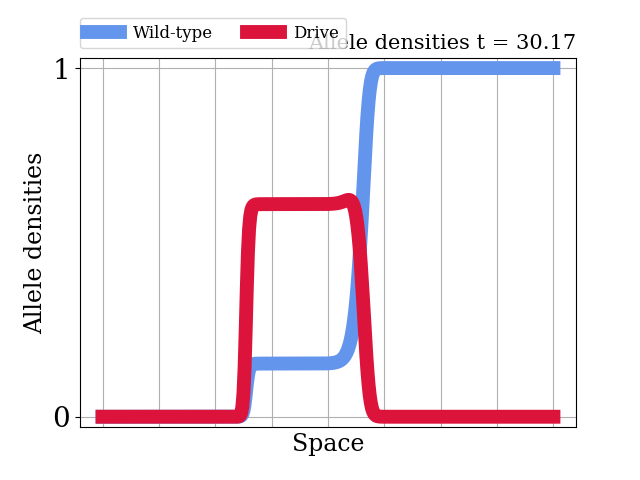 Wild-type Drive
Allele densities t = 30.17
1
Allele densities
0
Space